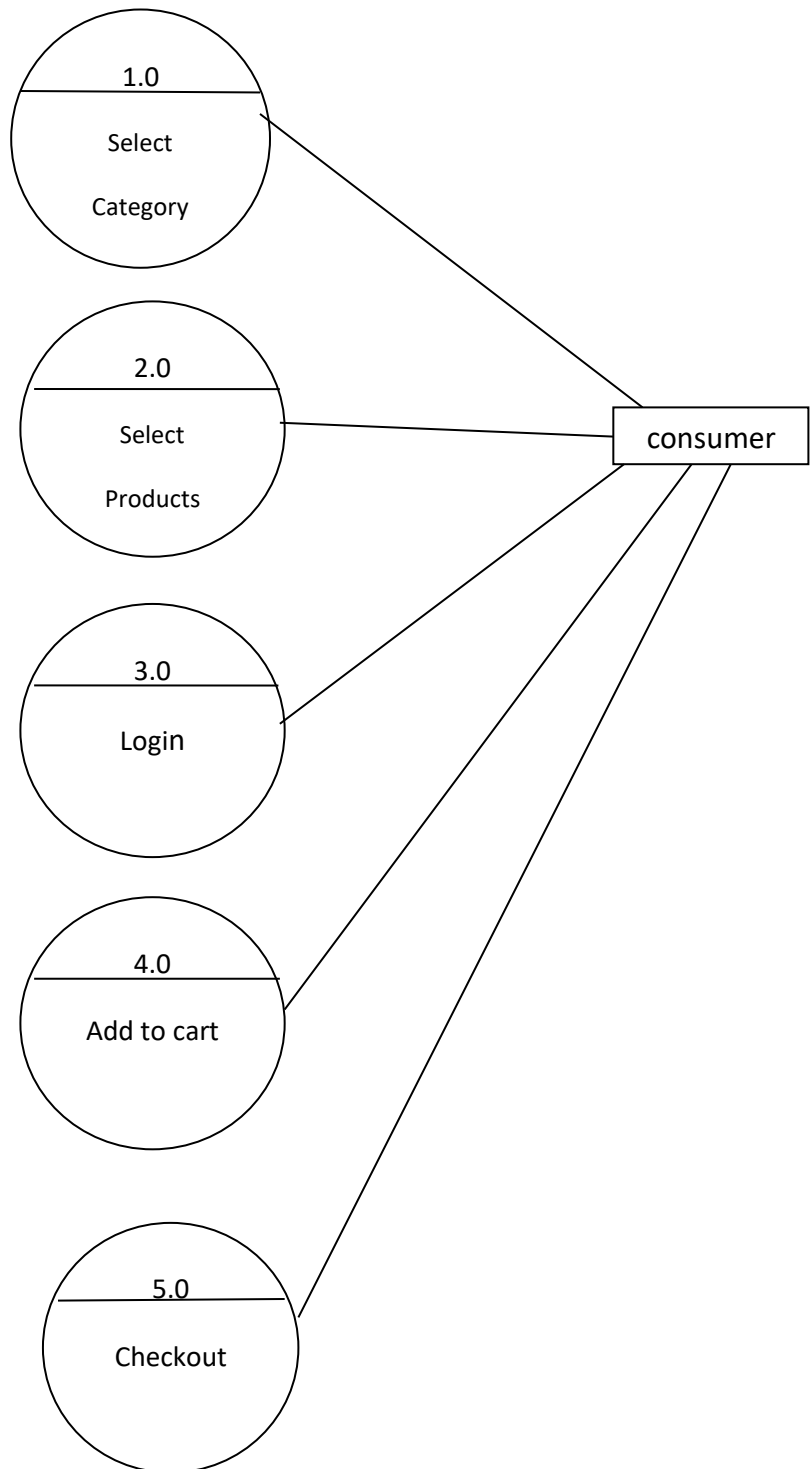 1.0
Select
Category
2.0
Select
Products
consumer
3.0
Login
4.0
Add to cart
5.0
Checkout